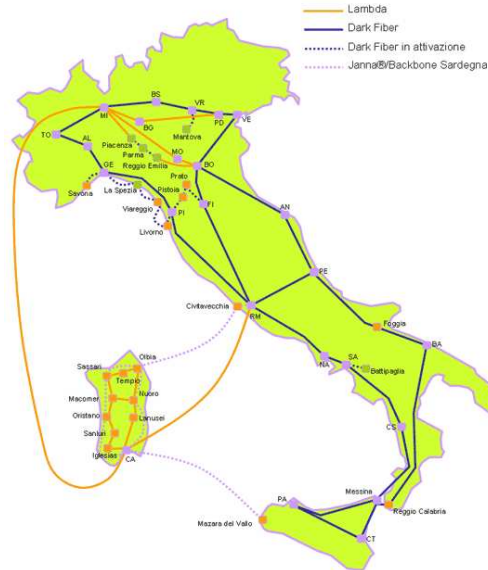 Lambda
Dark Fiber
Dark Fiber in attivazione
Janna®/Backbone Sardegna
BS
VR
MI
PD
VE
BG
TO
AL
Mantova
Piacenza
Parma
MO
Reggio Emilia
BO
GE
Prato
Savona
La Spezia
Pistoia
Viareggio
PI
FI
AN
Livorno
PE
Civitavecchia
RM
Foggia
BA
NA
SA
Battipaglia
Olbia
Sassari
Tempio
Macomer
Nuoro
Oristano
Lanusei
Sanluri
Iglesias
CA
CS
Messina
PA
Reggio Calabria
Mazara del Vallo
CT